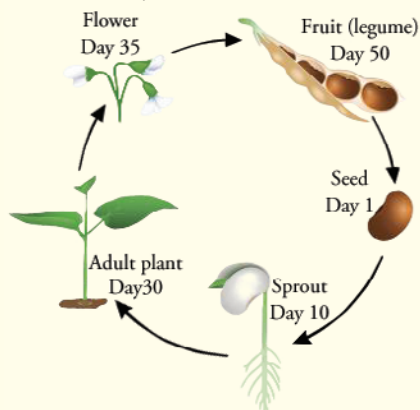 Flower
Day 35
Fruit (legume)
Day 50
Seed
Day 1
Sprout
Day 10
Adult plant
Day30